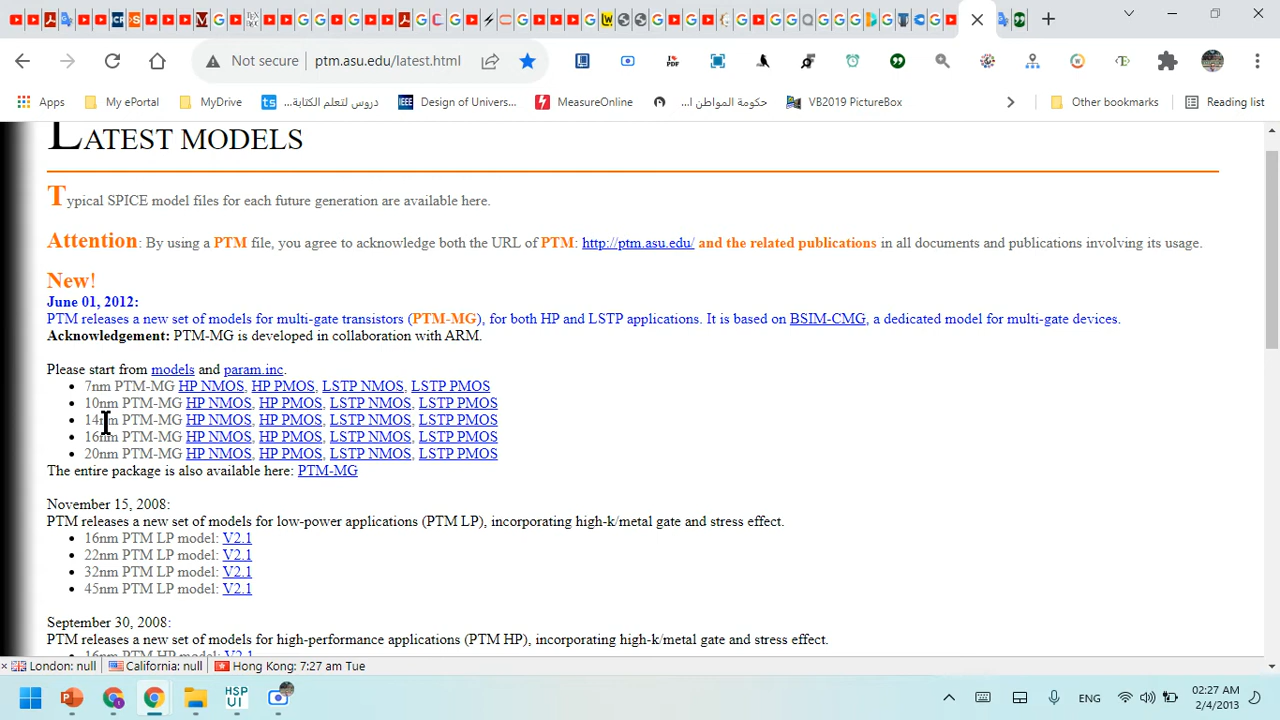 Not secure
ptm.asu.edu/latest.html
Apps
My ePortal
MyDrive
دروس لتعلم الكتابة...
Design of Univers...
MeasureOnline
حكومة المواطن ا...
VB2019 PictureBox
Other bookmarks
Reading list
LATEST MODELS
Typical SPICE model files for each future generation are available here.
Attention: By using a PTM file, you agree to acknowledge both the URL of PTM: http://ptm.asu.edu/ and the related publications in all documents and publications involving its usage.
New!
June 01, 2012:
PTM releases a new set of models for multi-gate transistors (PTM-MG), for both HP and LSTP applications. It is based on BSIM-CMG, a dedicated model for multi-gate devices.
Acknowledgement: PTM-MG is developed in collaboration with ARM.
Please start from models and param.inc.
7nm PTM-MG HP NMOS, HP PMOS, LSTP NMOS, LSTP PMOS
10nm PTM-MG HP NMOS, HP PMOS, LSTP NMOS, LSTP PMOS
14nm PTM-MG HP NMOS, HP PMOS, LSTP NMOS, LSTP PMOS
16nm PTM-MG HP NMOS, HP PMOS, LSTP NMOS, LSTP PMOS
20nm PTM-MG HP NMOS, HP PMOS, LSTP NMOS, LSTP PMOS
The entire package is also available here: PTM-MG
November 15, 2008:
PTM releases a new set of models for low-power applications (PTM LP), incorporating high-k/metal gate and stress effect.
16nm PTM LP model: V2.1
22nm PTM LP model: V2.1
32nm PTM LP model: V2.1
45nm PTM LP model: V2.1
September 30, 2008:
PTM releases a new set of models for high-performance applications (PTM HP), incorporating high-k/metal gate and stress effect.
16nm PTM HP model: V2.1
London: null
California: null
Hong Kong: 7:27 am Tue
HSP UI
ENG
02:27 AM
2/4/2013